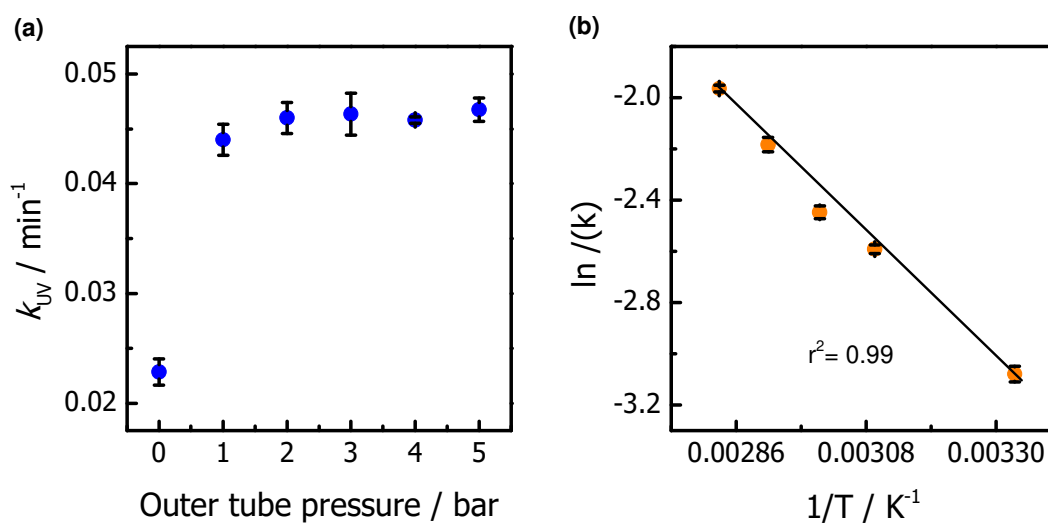 (a)
0.05
0.04
0.03
0.02
k_UV / min⁻¹
0 1 2 3 4 5
Outer tube pressure / bar
(b)
-2.0
-2.4
-2.8
-3.2
ln /(k)
r²= 0.99
0.00286 0.00308 0.00330
1/T / K⁻¹